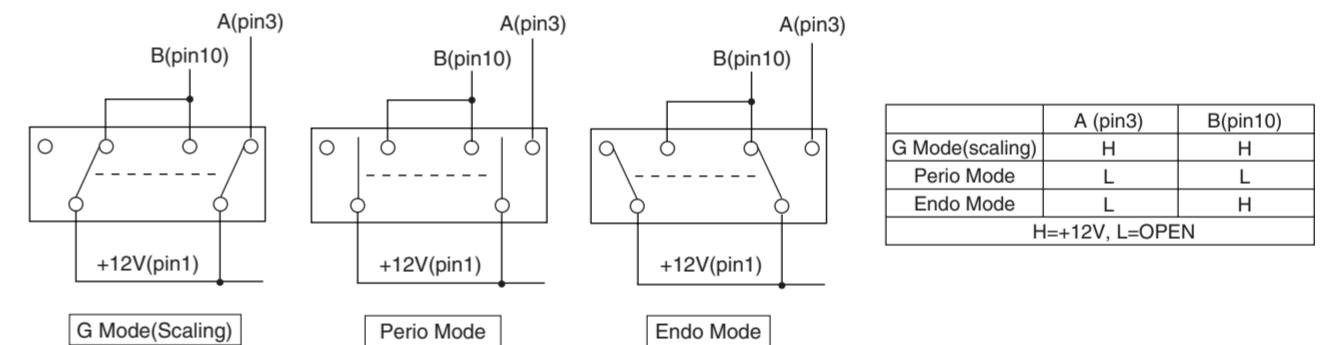 A(pin3)
B(pin10)
+12V(pin1)
G Mode(Scaling)
A(pin3)
B(pin10)
+12V(pin1)
Perio Mode
A(pin3)
B(pin10)
+12V(pin1)
Endo Mode
A (pin3) B(pin10)
G Mode(scaling) H H
Perio Mode L L
Endo Mode L H
H=+12V, L=OPEN